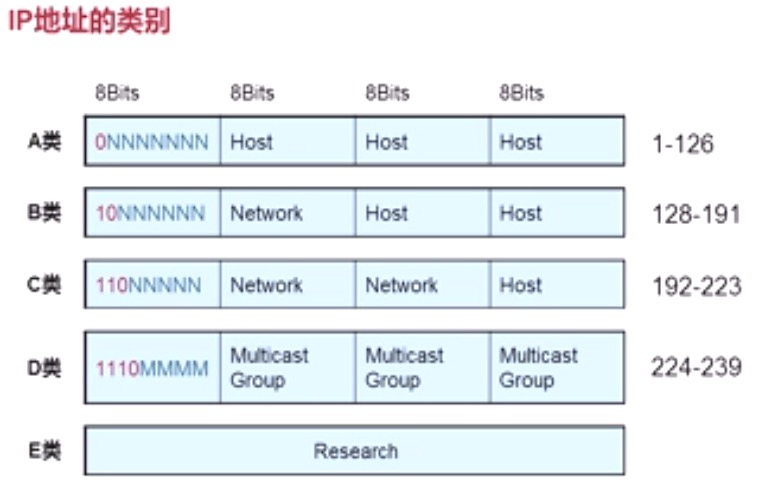 IP地址的类别
8Bits 8Bits 8Bits 8Bits
A类 0NNNNNNN Host Host Host 1-126
B类 10NNNNNN Network Host Host 128-191
C类 110NNNNN Network Network Host 192-223
D类 1110MMMM Multicast Group Multicast Group Multicast Group 224-239
E类 Research